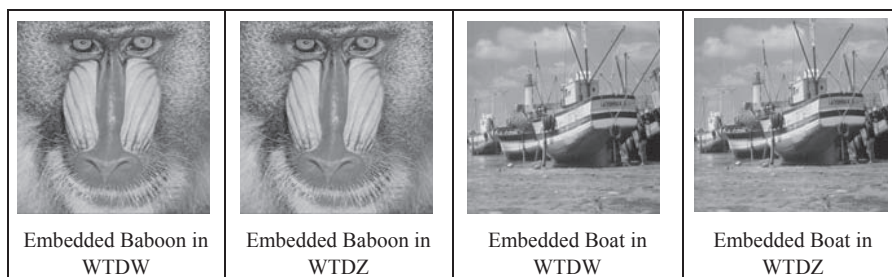 Embedded Baboon in
WTDW
Embedded Baboon in
WTDZ
Embedded Boat in
WTDW
Embedded Boat in
WTDZ